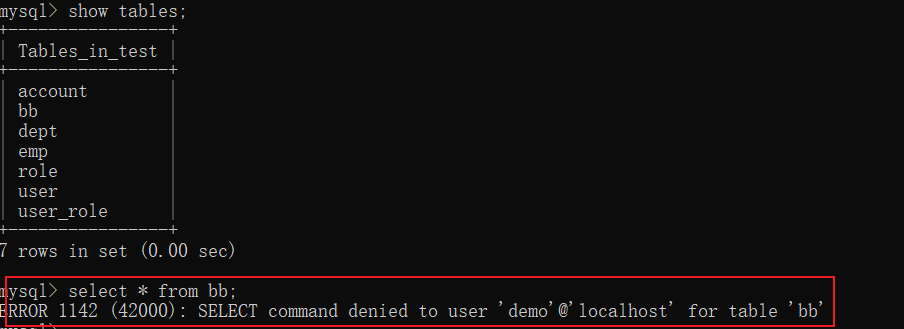 mysql> show tables;
+----------------+
| Tables_in_test |
+----------------+
| account        |
| bb             |
| dept           |
| emp            |
| role           |
| user           |
| user_role      |
+----------------+
7 rows in set (0.00 sec)
mysql> select * from bb;
ERROR 1142 (42000): SELECT command denied to user 'demo'@'localhost' for table 'bb'
mysql>